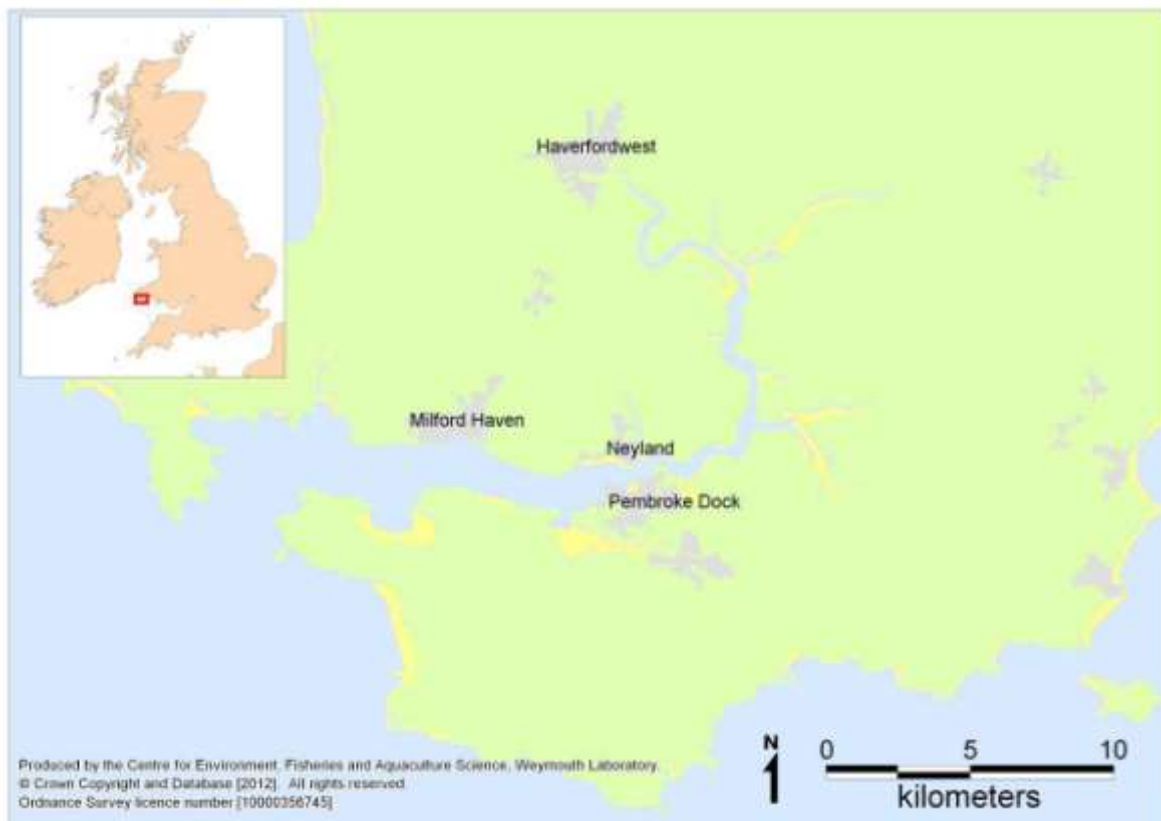 Haverfordwest
Milford Haven
Neyland
Pembroke Dock
Produced by the Centre for Environment, Fisheries and Aquaculture Science, Weymouth Laboratory.
© Crown Copyright and Database [2012]. All rights reserved.
Ordnance Survey licence number [10000356745]
N
0 5 10
kilometers